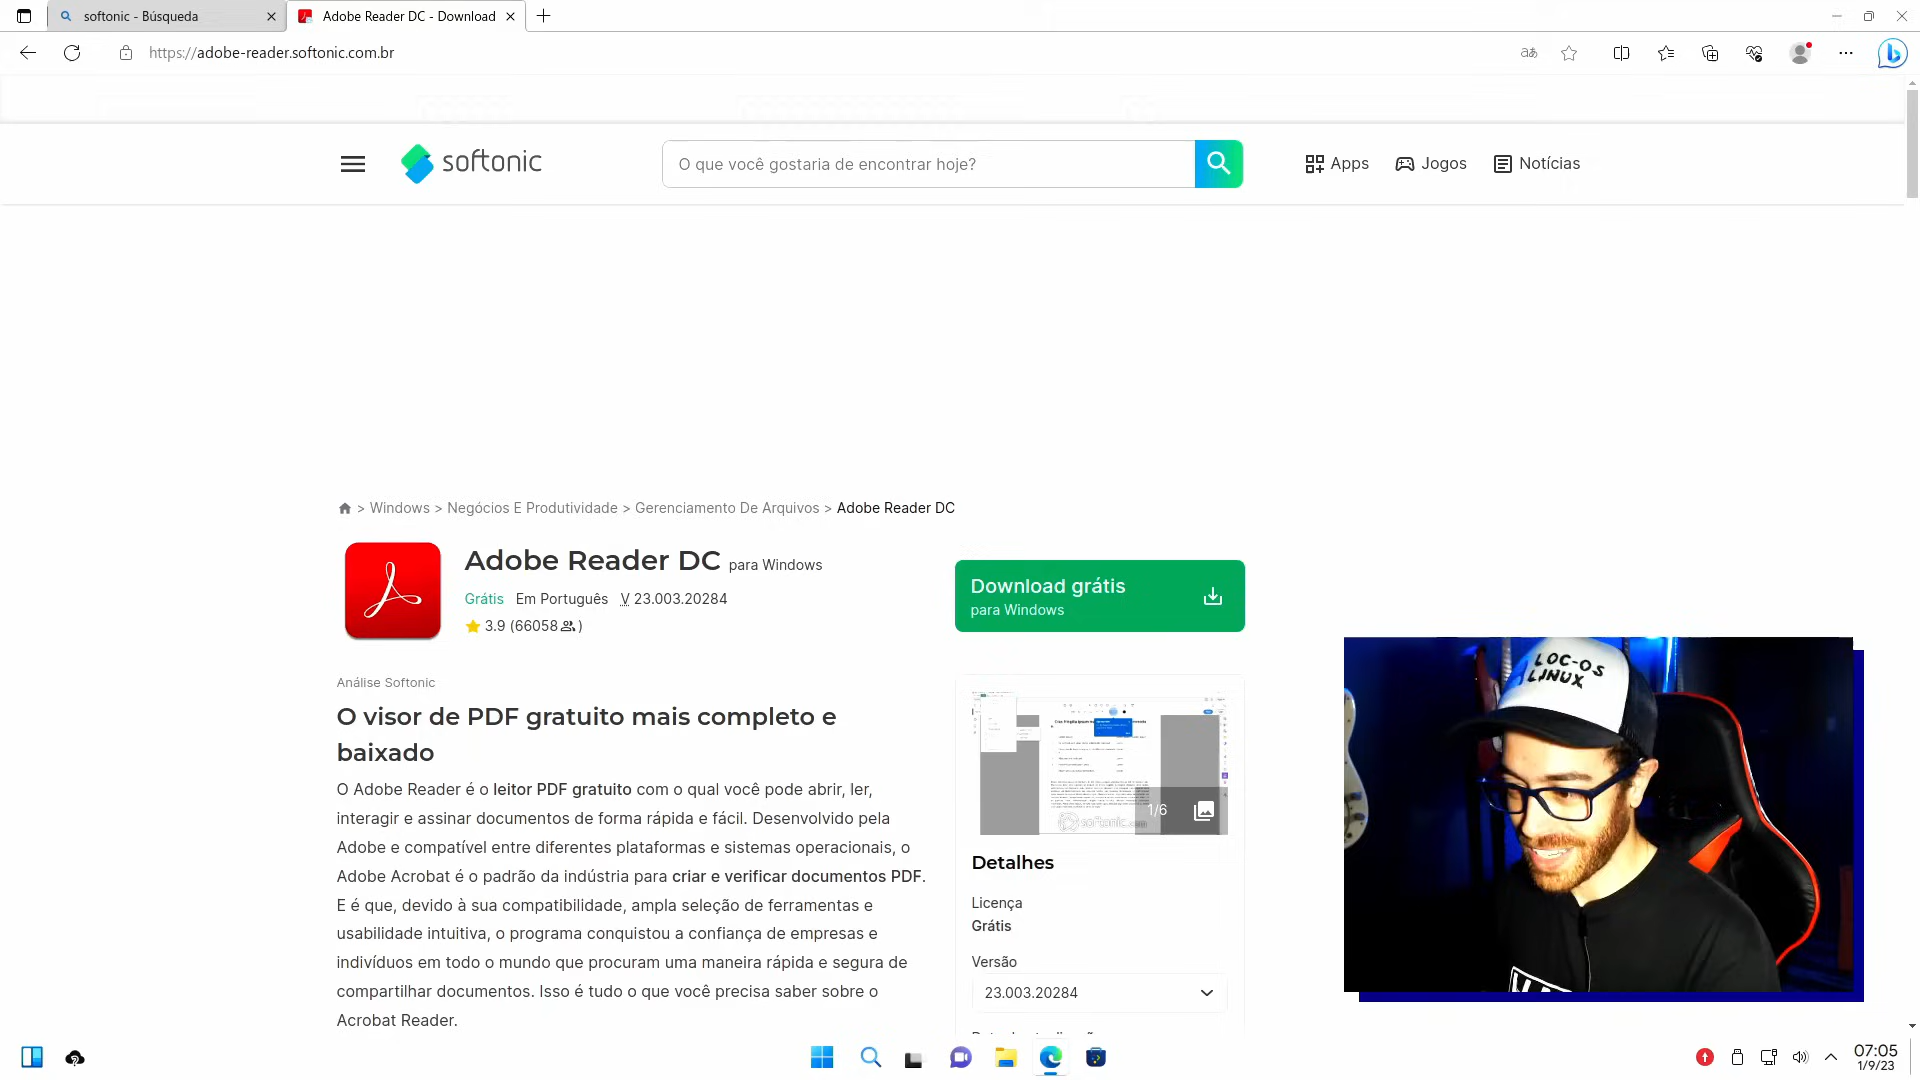 softonic - Búsqueda
Adobe Reader DC - Download
https://adobe-reader.softonic.com.br
softonic
O que você gostaria de encontrar hoje?
Apps
Jogos
Notícias
> Windows > Negócios E Produtividade > Gerenciamento De Arquivos > Adobe Reader DC
Adobe Reader DC para Windows
Grátis Em Português V 23.003.20284
3.9 (66058)
Download grátis
para Windows
Análise Softonic
O visor de PDF gratuito mais completo e
baixado
O Adobe Reader é o leitor PDF gratuito com o qual você pode abrir, ler,
interagir e assinar documentos de forma rápida e fácil. Desenvolvido pela
Adobe e compatível entre diferentes plataformas e sistemas operacionais, o
Adobe Acrobat é o padrão da indústria para criar e verificar documentos PDF.
E é que, devido à sua compatibilidade, ampla seleção de ferramentas e
usabilidade intuitiva, o programa conquistou a confiança de empresas e
indivíduos em todo o mundo que procuram uma maneira rápida e segura de
compartilhar documentos. Isso é tudo o que você precisa saber sobre o
Acrobat Reader.
softonic.com
1/6
Detalhes
Licença
Grátis
Versão
23.003.20284
LOC-OS
LINUX
07:05
1/9/23